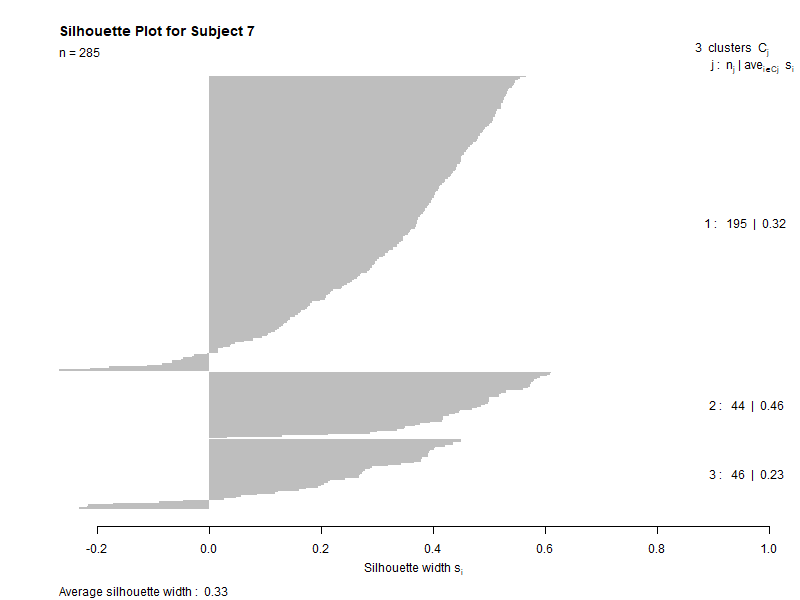 Silhouette Plot for Subject 7
n = 285
3 clusters Cj
j : nj | avei∈Cj si
1 : 195 | 0.32
2 : 44 | 0.46
3 : 46 | 0.23
-0.2 0.0 0.2 0.4 0.6 0.8 1.0
Silhouette width si
Average silhouette width : 0.33